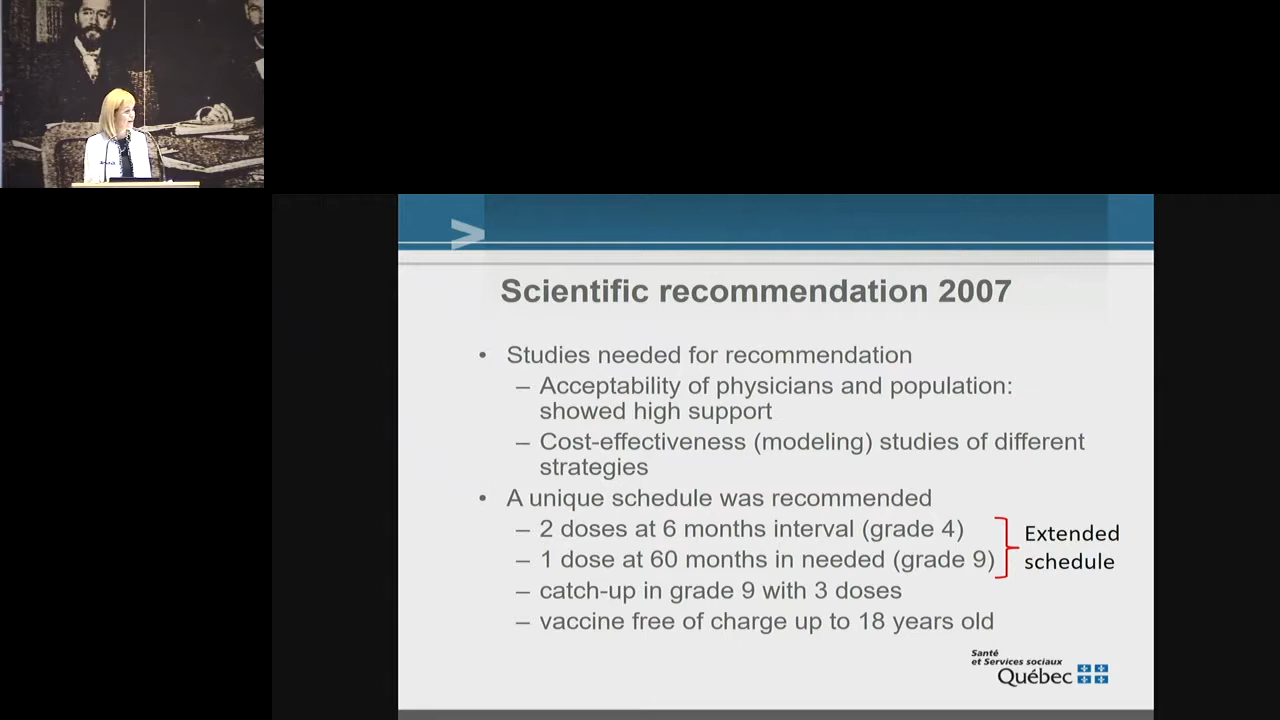 Scientific recommendation 2007
• Studies needed for recommendation
– Acceptability of physicians and population:
showed high support
– Cost-effectiveness (modeling) studies of different
strategies
• A unique schedule was recommended
– 2 doses at 6 months interval (grade 4)
– 1 dose at 60 months in needed (grade 9)
Extended
schedule
– catch-up in grade 9 with 3 doses
– vaccine free of charge up to 18 years old
Santé
et Services sociaux
Québec